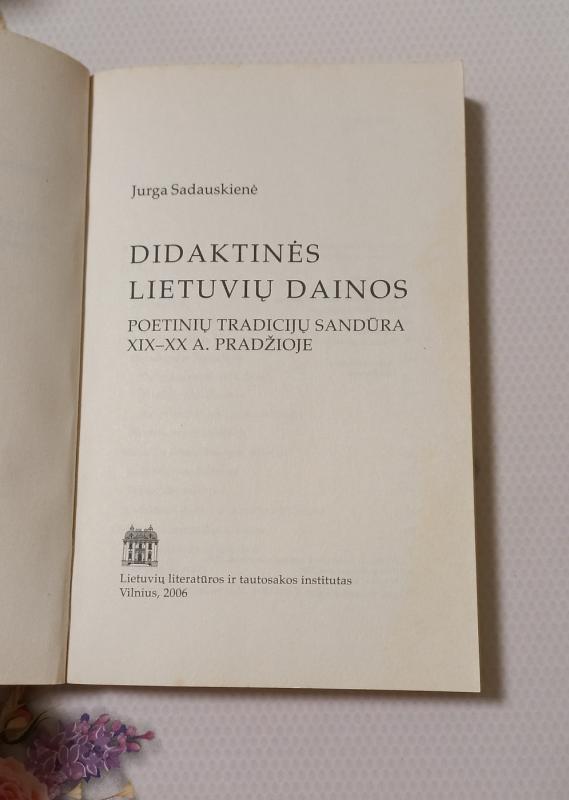 Jurga Sadauskienė
DIDAKTINĖS
LIETUVIŲ DAINOS
POETINIŲ TRADICIJŲ SANDŪRA
XIX–XX A. PRADŽIOJE
Lietuvių literatūros ir tautosakos institutas
Vilnius, 2006